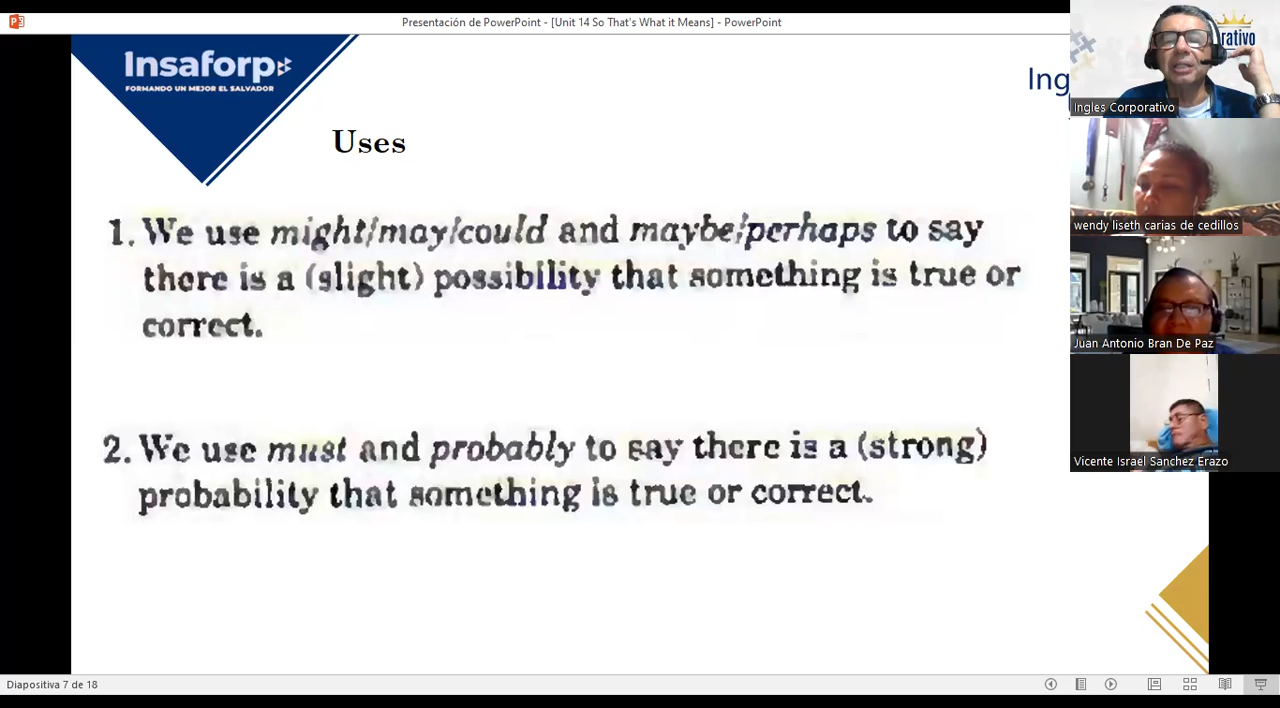 Presentación de PowerPoint - [Unit 14 So That's What it Means] - PowerPoint
Insaforp
FORMANDO UN MEJOR EL SALVADOR
Ing
rativo
Ingles Corporativo
Uses
1. We use might/may/could and maybe/perhaps to say
there is a (slight) possibility that something is true or
correct.
wendy liseth carias de cedillos
Juan Antonio Bran De Paz
2. We use must and probably to say there is a (strong)
probability that something is true or correct.
Vicente Israel Sanchez Erazo
Diapositiva 7 de 18